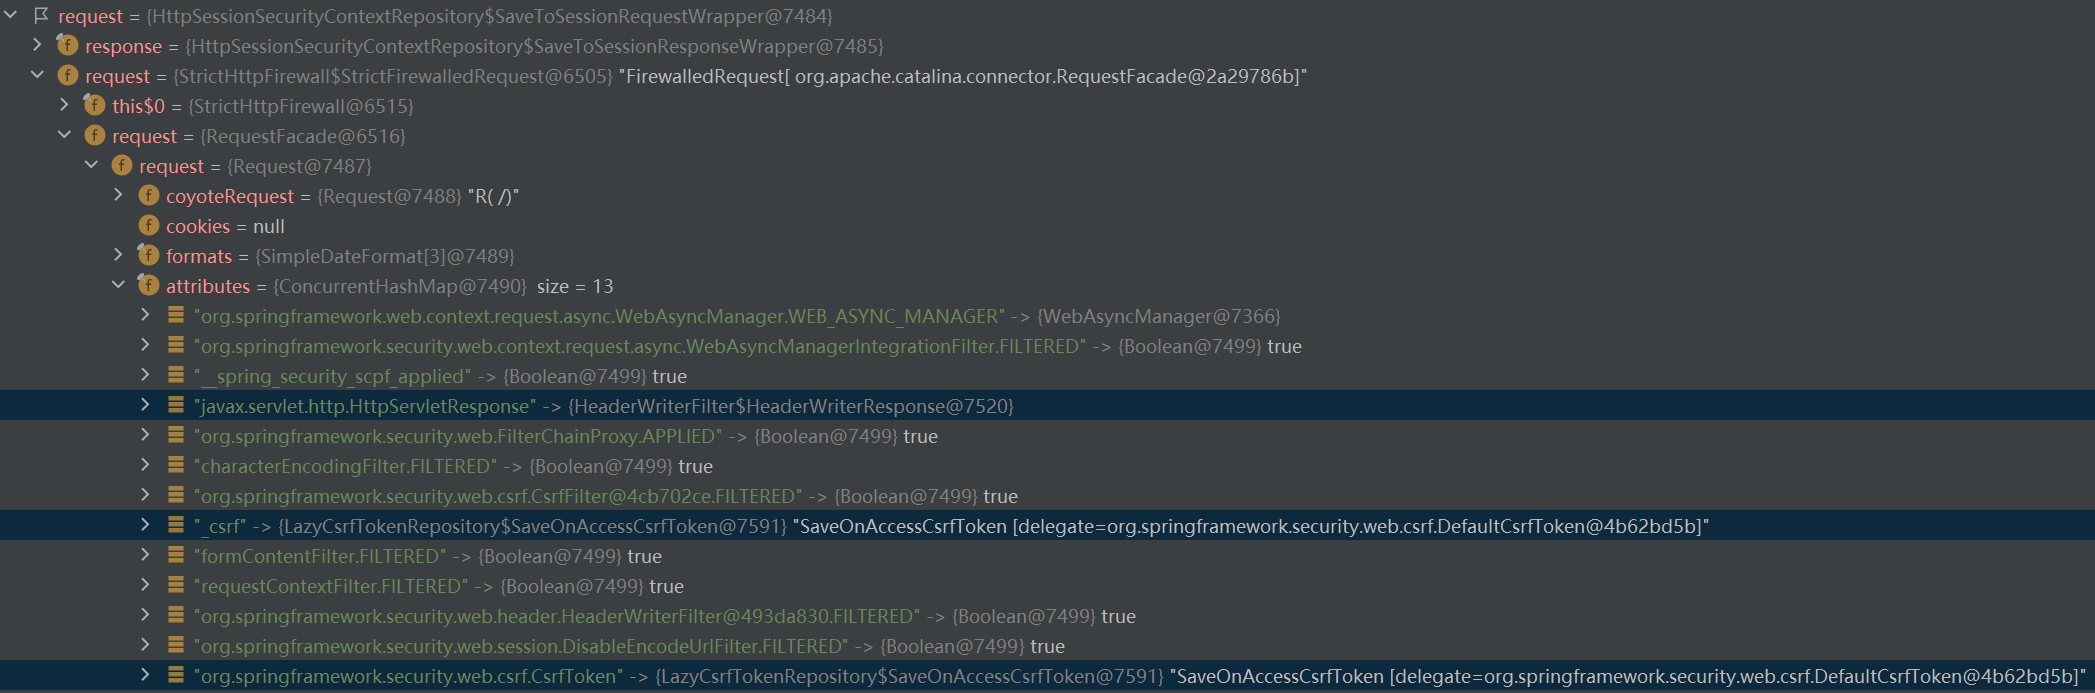 request = {HttpSessionSecurityContextRepository$SaveToSessionRequestWrapper@7484}
f response = {HttpSessionSecurityContextRepository$SaveToSessionResponseWrapper@7485}
f request = {StrictHttpFirewall$StrictFirewalledRequest@6505} "FirewalledRequest[ org.apache.catalina.connector.RequestFacade@2a29786b]"
f this$0 = {StrictHttpFirewall@6515}
f request = {RequestFacade@6516}
f request = {Request@7487}
f coyoteRequest = {Request@7488} "R( /)"
f cookies = null
f formats = {SimpleDateFormat[3]@7489}
f attributes = {ConcurrentHashMap@7490} size = 13
"org.springframework.web.context.request.async.WebAsyncManager.WEB_ASYNC_MANAGER" -> {WebAsyncManager@7366}
"org.springframework.security.web.context.request.async.WebAsyncManagerIntegrationFilter.FILTERED" -> {Boolean@7499} true
"__spring_security_scpf_applied" -> {Boolean@7499} true
"javax.servlet.http.HttpServletResponse" -> {HeaderWriterFilter$HeaderWriterResponse@7520}
"org.springframework.security.web.FilterChainProxy.APPLIED" -> {Boolean@7499} true
"characterEncodingFilter.FILTERED" -> {Boolean@7499} true
"org.springframework.security.web.csrf.CsrfFilter@4cb702ce.FILTERED" -> {Boolean@7499} true
"_csrf" -> {LazyCsrfTokenRepository$SaveOnAccessCsrfToken@7591} "SaveOnAccessCsrfToken [delegate=org.springframework.security.web.csrf.DefaultCsrfToken@4b62bd5b]"
"formContentFilter.FILTERED" -> {Boolean@7499} true
"requestContextFilter.FILTERED" -> {Boolean@7499} true
"org.springframework.security.web.header.HeaderWriterFilter@493da830.FILTERED" -> {Boolean@7499} true
"org.springframework.security.web.session.DisableEncodeUrlFilter.FILTERED" -> {Boolean@7499} true
"org.springframework.security.web.csrf.CsrfToken" -> {LazyCsrfTokenRepository$SaveOnAccessCsrfToken@7591} "SaveOnAccessCsrfToken [delegate=org.springframework.security.web.csrf.DefaultCsrfToken@4b62bd5b]"